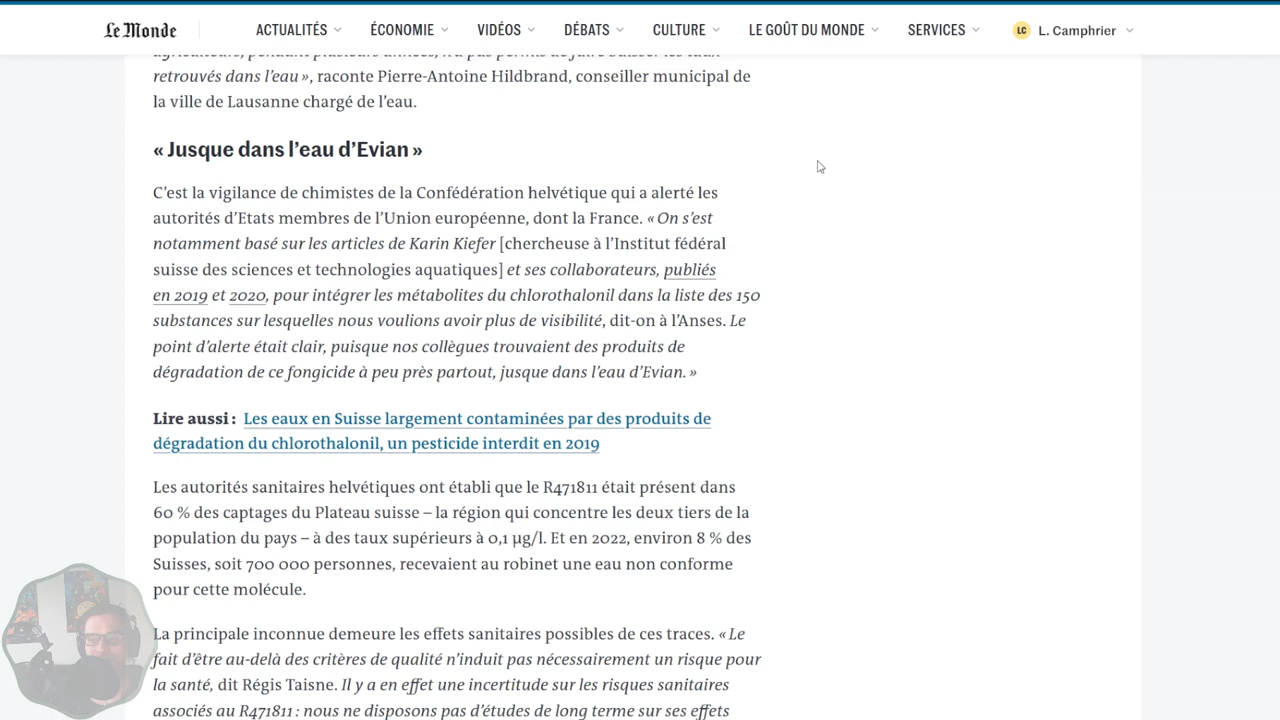 Le Monde
ACTUALITÉS
ÉCONOMIE
VIDÉOS
DÉBATS
CULTURE
LE GOÛT DU MONDE
SERVICES
LC
L. Camphrier
agriculteurs, pendant plusieurs années, n'a pas permis de faire baisser les taux
retrouvés dans l'eau », raconte Pierre-Antoine Hildbrand, conseiller municipal de
la ville de Lausanne chargé de l'eau.
« Jusque dans l'eau d'Evian »
C'est la vigilance de chimistes de la Confédération helvétique qui a alerté les
autorités d'Etats membres de l'Union européenne, dont la France. « On s'est
notamment basé sur les articles de Karin Kiefer [chercheuse à l'Institut fédéral
suisse des sciences et technologies aquatiques] et ses collaborateurs, publiés
en 2019 et 2020, pour intégrer les métabolites du chlorothalonil dans la liste des 150
substances sur lesquelles nous voulions avoir plus de visibilité, dit-on à l'Anses. Le
point d'alerte était clair, puisque nos collègues trouvaient des produits de
dégradation de ce fongicide à peu près partout, jusque dans l'eau d'Evian. »
Lire aussi : Les eaux en Suisse largement contaminées par des produits de
dégradation du chlorothalonil, un pesticide interdit en 2019
Les autorités sanitaires helvétiques ont établi que le R471811 était présent dans
60 % des captages du Plateau suisse – la région qui concentre les deux tiers de la
population du pays – à des taux supérieurs à 0,1 µg/l. Et en 2022, environ 8 % des
Suisses, soit 700 000 personnes, recevaient au robinet une eau non conforme
pour cette molécule.
La principale inconnue demeure les effets sanitaires possibles de ces traces. « Le
fait d'être au-delà des critères de qualité n'induit pas nécessairement un risque pour
la santé, dit Régis Taisne. Il y a en effet une incertitude sur les risques sanitaires
associés au R471811 : nous ne disposons pas d'études de long terme sur ses effets